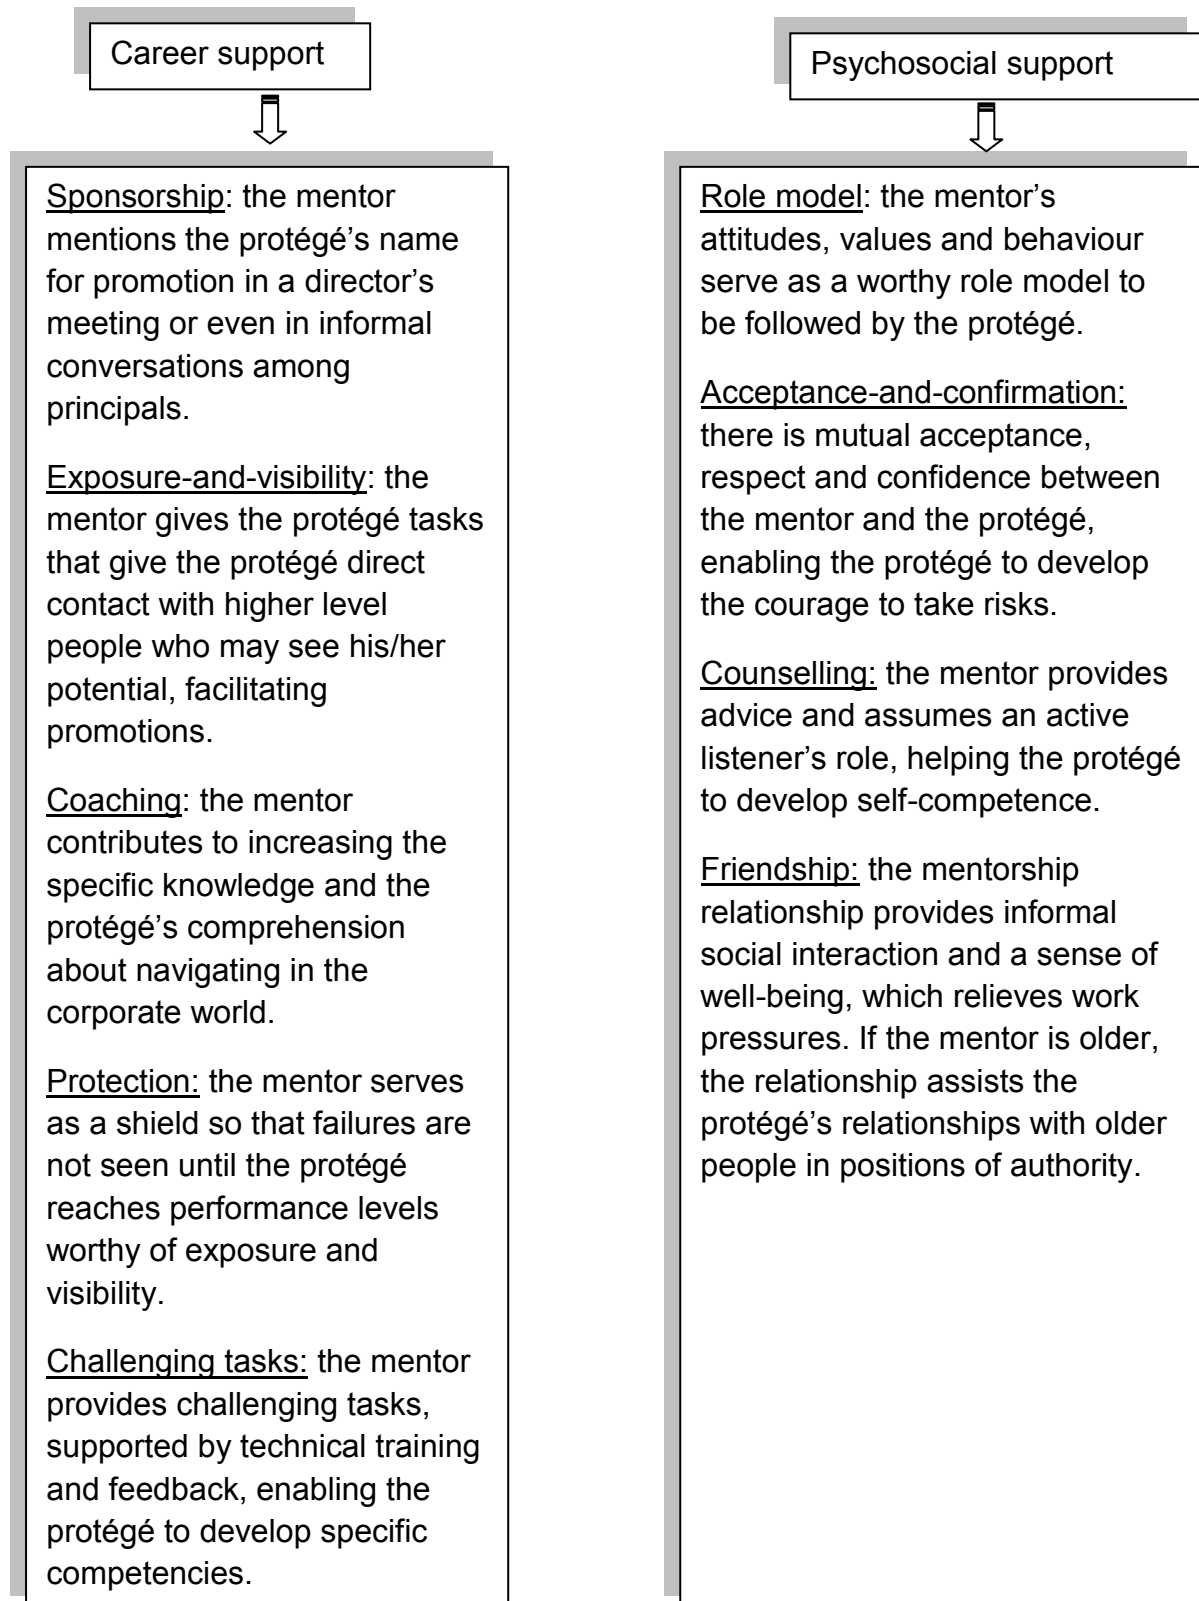 Career support
Sponsorship: the mentor
mentions the protégé’s name
for promotion in a director’s
meeting or even in informal
conversations among
principals.
Exposure-and-visibility: the
mentor gives the protégé tasks
that give the protégé direct
contact with higher level
people who may see his/her
potential, facilitating
promotions.
Coaching: the mentor
contributes to increasing the
specific knowledge and the
protégé’s comprehension
about navigating in the
corporate world.
Protection: the mentor serves
as a shield so that failures are
not seen until the protégé
reaches performance levels
worthy of exposure and
visibility.
Challenging tasks: the mentor
provides challenging tasks,
supported by technical training
and feedback, enabling the
protégé to develop specific
competencies.
Psychosocial support
Role model: the mentor’s
attitudes, values and behaviour
serve as a worthy role model to
be followed by the protégé.
Acceptance-and-confirmation:
there is mutual acceptance,
respect and confidence between
the mentor and the protégé,
enabling the protégé to develop
the courage to take risks.
Counselling: the mentor provides
advice and assumes an active
listener’s role, helping the protégé
to develop self-competence.
Friendship: the mentorship
relationship provides informal
social interaction and a sense of
well-being, which relieves work
pressures. If the mentor is older,
the relationship assists the
protégé’s relationships with older
people in positions of authority.